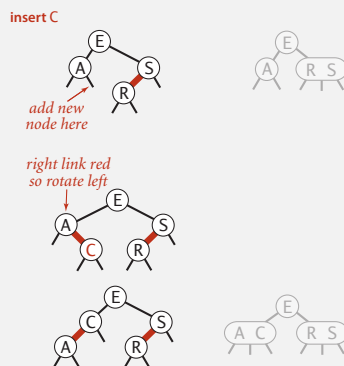 insert C
E
E
A
S
A
R S
R
add new
node here
right link red
so rotate left
E
A
S
C
R
E
E
C
S
A C
R S
A
R